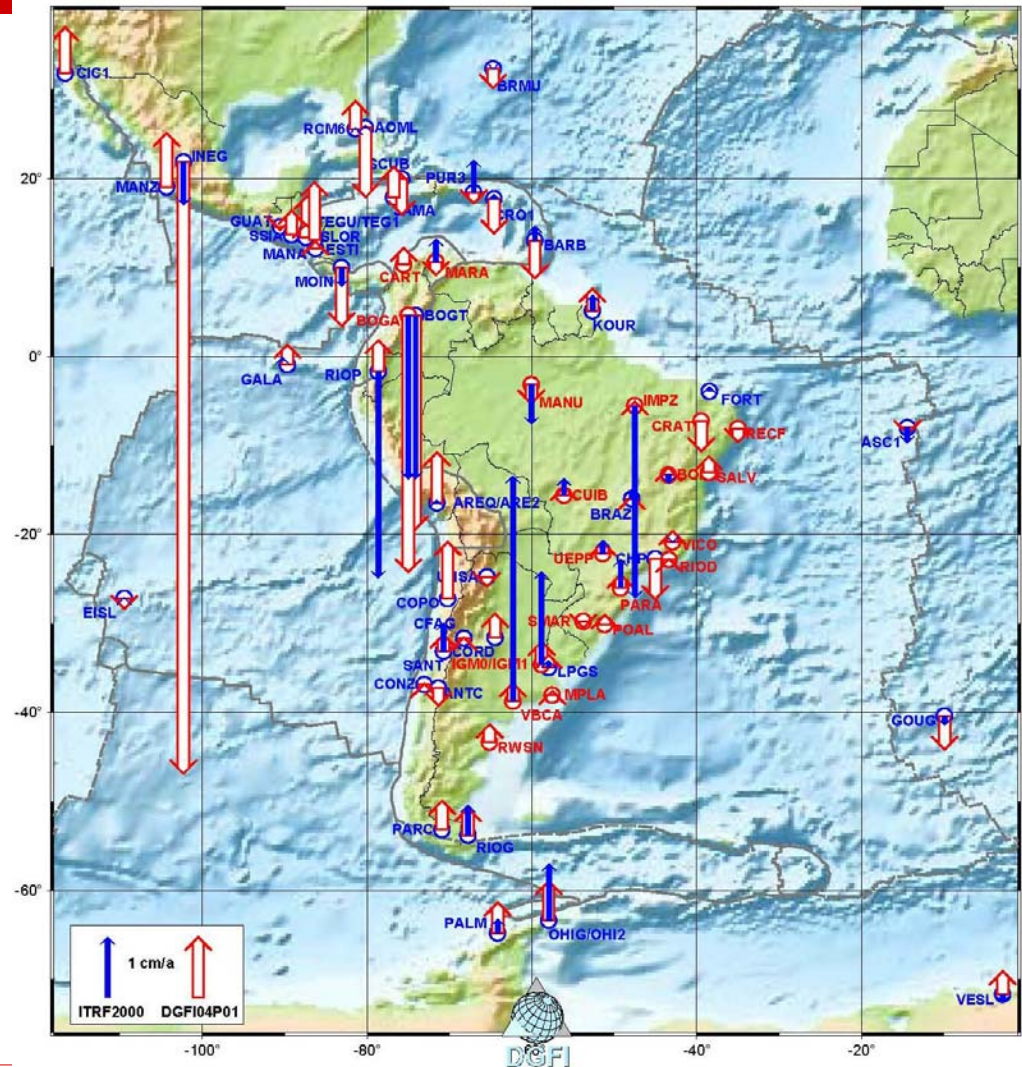 CIC1
BRMU
RCM6
AOML
INEG
SCUB
PUR3
MANZ
JAMA
CRO1
GUAT
TEGU/TEG1
SSIA
SLOR
BARB
MANA
ESTI
MOIN
CART
MARA
BOGA
BOGT
KOUR
GALA
RIOP
MANU
IMPZ
FORT
CRAT
RECF
ASC1
SALV
AREQ/ARE2
CUIB
BRAZ
VICO
UEPP
RIOD
UNSA
EISL
COPO
PARA
CFAG
SMAR
POAL
CORD
SANT
IGM0/IGM1
LPGS
CONZ
ANTC
MPLA
VBCA
GOUG
RWSN
PARC
RIOG
PALM
OHIG/OHI2
VESL
20°
0°
-20°
-40°
-60°
1 cm/a
ITRF2000 DGFI04P01
-100° -80° -60° -40° -20°
DGFI